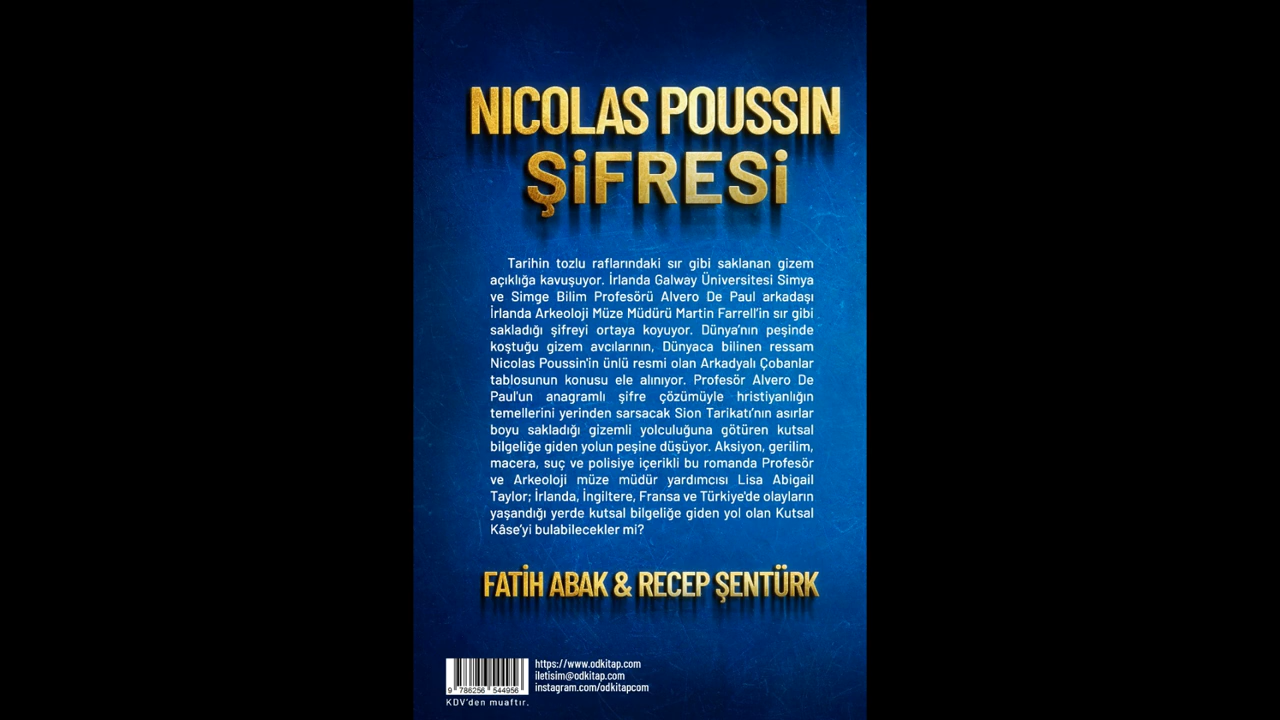 NICOLAS POUSSIN
ŞiFRESi
Tarihin tozlu raflarındaki sır gibi saklanan gizem
açıklığa kavuşuyor. İrlanda Galway Üniversitesi Simya
ve Simge Bilim Profesörü Alvero De Paul arkadaşı
İrlanda Arkeoloji Müze Müdürü Martin Farrell’in sır gibi
sakladığı şifreyi ortaya koyuyor. Dünya’nın peşinde
koştuğu gizem avcılarının, Dünyaca bilinen ressam
Nicolas Poussin'in ünlü resmi olan Arkadyalı Çobanlar
tablosunun konusu ele alınıyor. Profesör Alvero De
Paul'un anagramlı şifre çözümüyle hristiyanlığın
temellerini yerinden sarsacak Sion Tarikatı’nın asırlar
boyu sakladığı gizemli yolculuğuna götüren kutsal
bilgeliğe giden yolun peşine düşüyor. Aksiyon, gerilim,
macera, suç ve polisiye içerikli bu romanda Profesör
ve Arkeoloji müze müdür yardımcısı Lisa Abigail
Taylor; İrlanda, İngiltere, Fransa ve Türkiye'de olayların
yaşandığı yerde kutsal bilgeliğe giden yol olan Kutsal
Kâse’yi bulabilecekler mi?
FATİH ABAK & RECEP ŞENTÜRK
https://www.odkitap.com
iletisim@odkitap.com
instagram.com/odkitapcom
9 786256 544956
KDV'den muaftır.